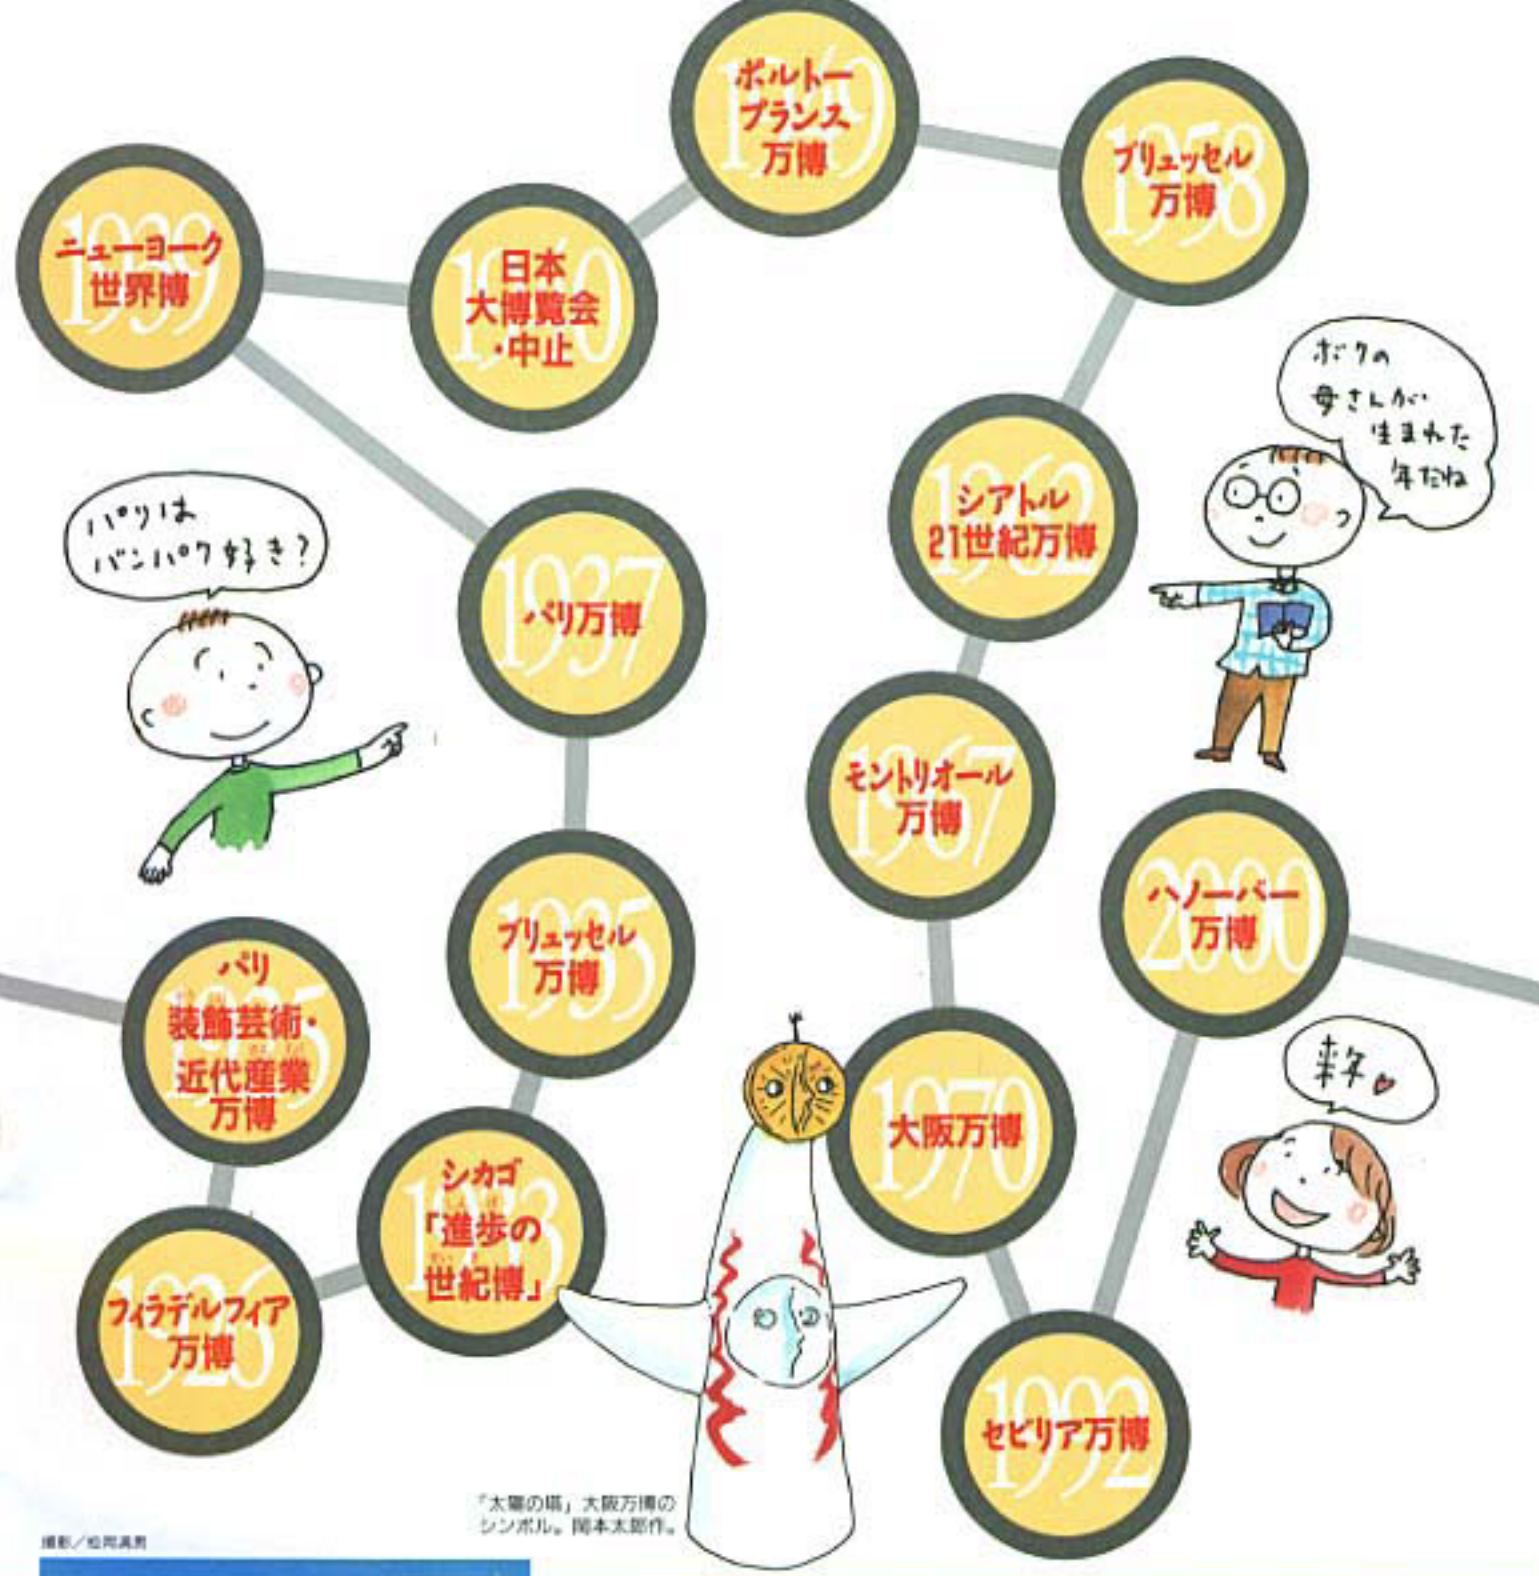 1925
パリ
装飾芸術・
近代産業
万博
1926
フィラデルフィア
万博
1933
シカゴ
「進歩の
世紀博」
1935
ブリュッセル
万博
1937
パリ万博
パリは
バンパク好き?
1939
ニューヨーク
世界博
1940
日本
大博覧会
・中止
1949
ポルトー
プランス
万博
1958
ブリュッセル
万博
1962
シアトル
21世紀万博
ボクの
母さんが
生まれた
年だね
1967
モントリオール
万博
1970
大阪万博
「太陽の塔」大阪万博の
シンボル。岡本太郎作。
1992
セビリア万博
2000
ハノーバー
万博
来年
撮影/松岡満男